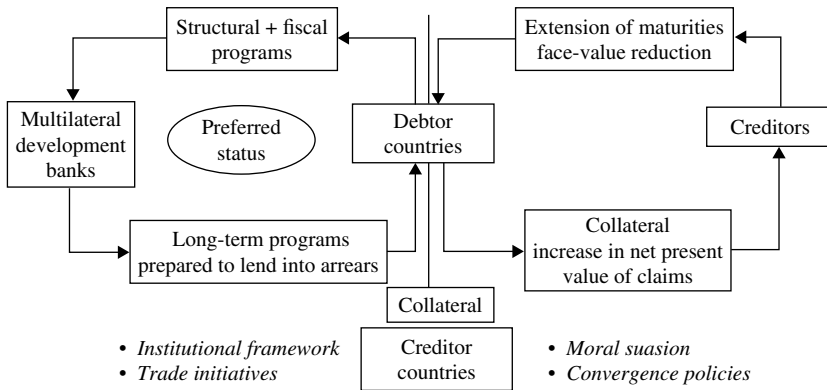 Structural + fiscal
programs
Extension of maturities
face-value reduction
Multilateral
development
banks
Preferred
status
Debtor
countries
Creditors
Long-term programs
prepared to lend into arrears
Collateral
increase in net present
value of claims
Collateral
Creditor
countries
• Institutional framework
• Trade initiatives
• Moral suasion
• Convergence policies